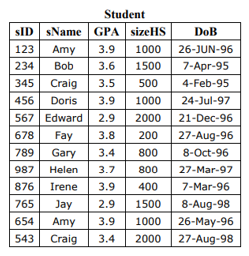 Student
sID sName GPA sizeHS DoB
123 Amy 3.9 1000 26-JUN-96
234 Bob 3.6 1500 7-Apr-95
345 Craig 3.5 500 4-Feb-95
456 Doris 3.9 1000 24-Jul-97
567 Edward 2.9 2000 21-Dec-96
678 Fay 3.8 200 27-Aug-96
789 Gary 3.4 800 8-Oct-96
987 Helen 3.7 800 27-Mar-97
876 Irene 3.9 400 7-Mar-96
765 Jay 2.9 1500 8-Aug-98
654 Amy 3.9 1000 26-May-96
543 Craig 3.4 2000 27-Aug-98